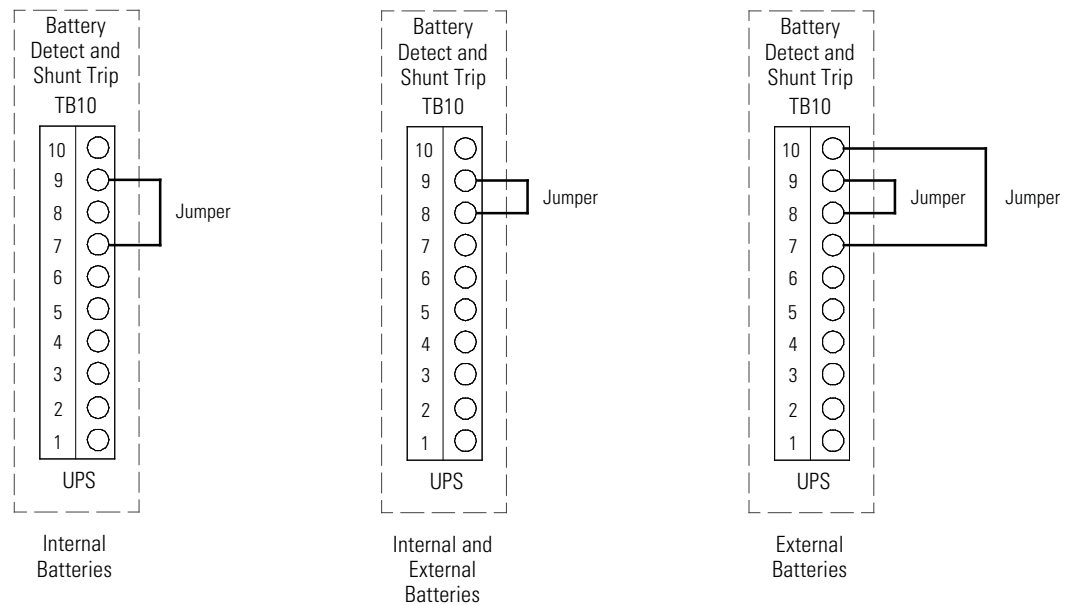 Battery
Detect and
Shunt Trip
TB10
10
9
8
7
6
5
4
3
2
1
Jumper
UPS
Internal
Batteries
Battery
Detect and
Shunt Trip
TB10
10
9
8
7
6
5
4
3
2
1
Jumper
UPS
Internal and
External
Batteries
Battery
Detect and
Shunt Trip
TB10
10
9
8
7
6
5
4
3
2
1
Jumper
Jumper
UPS
External
Batteries